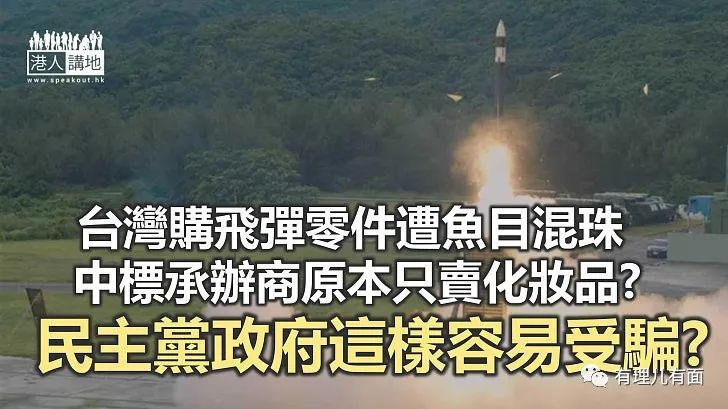 港人講地
www.speakout.hk
台灣購飛彈零件遭魚目混珠
中標承辦商原本只賣化妝品?
民主黨政府這樣容易受騙?
有理儿有面